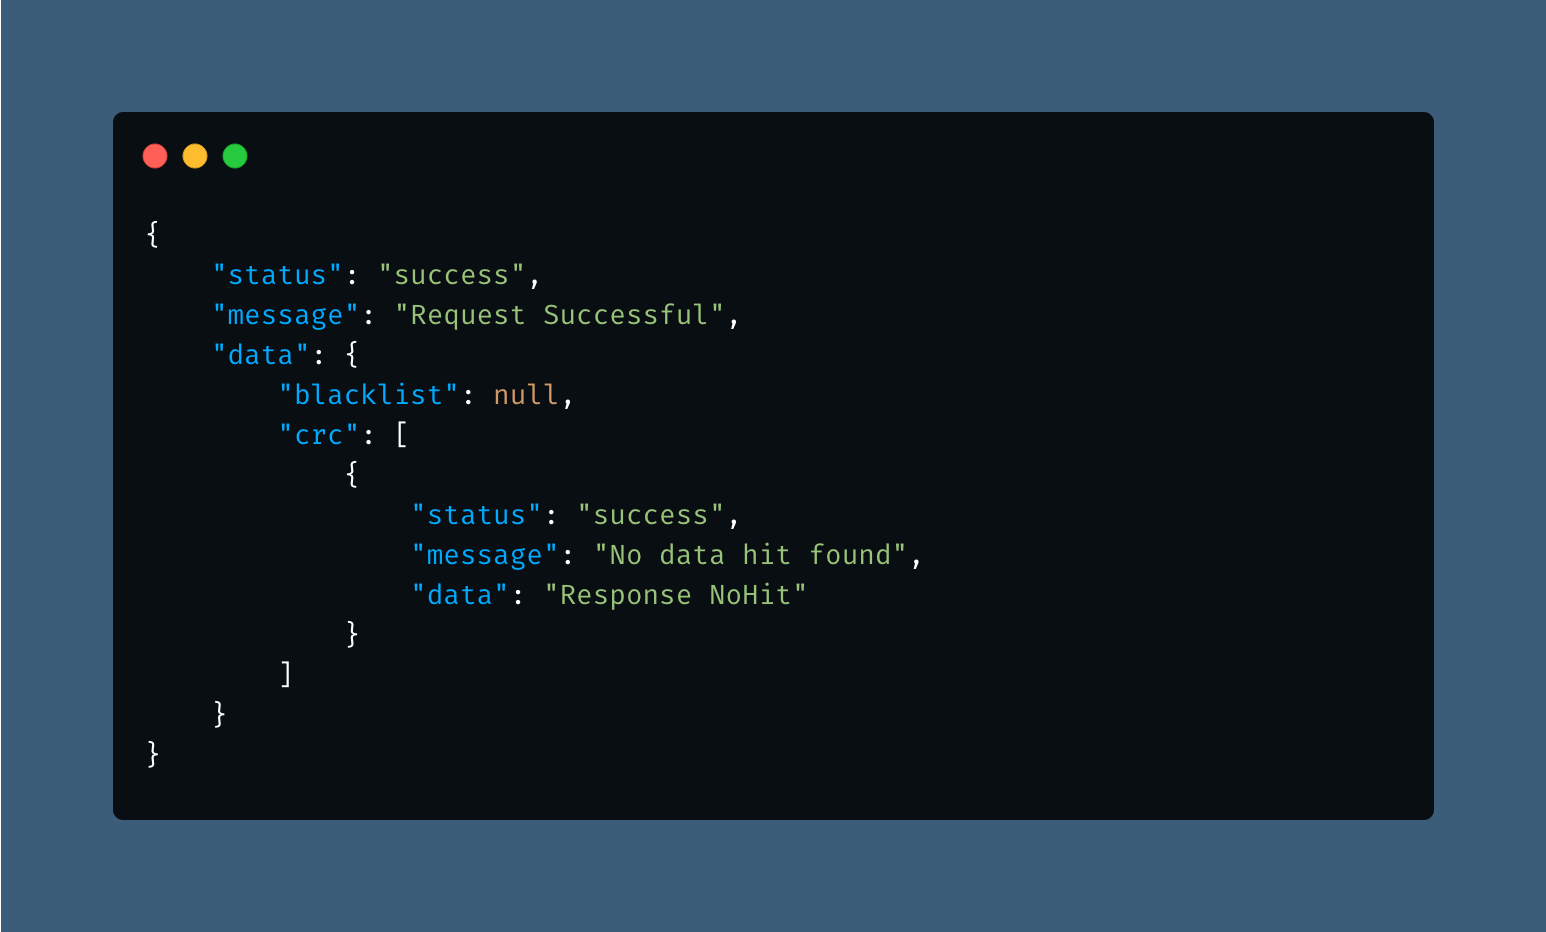 {
    "status": "success",
    "message": "Request Successful",
    "data": {
        "blacklist": null,
        "crc": [
            {
                "status": "success",
                "message": "No data hit found",
                "data": "Response NoHit"
            }
        ]
    }
}